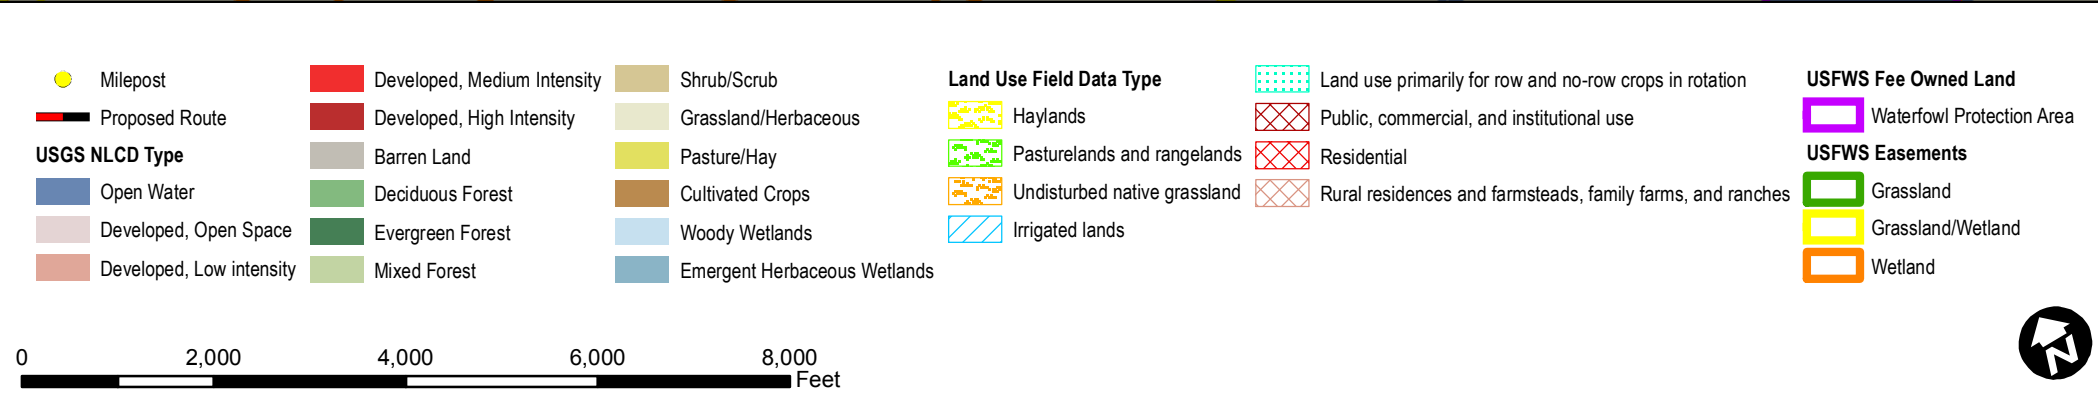 Milepost
Proposed Route
USGS NLCD Type
Open Water
Developed, Open Space
Developed, Low intensity
Developed, Medium Intensity
Developed, High Intensity
Barren Land
Deciduous Forest
Evergreen Forest
Mixed Forest
Shrub/Scrub
Grassland/Herbaceous
Pasture/Hay
Cultivated Crops
Woody Wetlands
Emergent Herbaceous Wetlands
Land Use Field Data Type
Haylands
Pasturelands and rangelands
Undisturbed native grassland
Irrigated lands
Land use primarily for row and no-row crops in rotation
Public, commercial, and institutional use
Residential
Rural residences and farmsteads, family farms, and ranches
USFWS Fee Owned Land
Waterfowl Protection Area
USFWS Easements
Grassland
Grassland/Wetland
Wetland
0 2,000 4,000 6,000 8,000
Feet
N